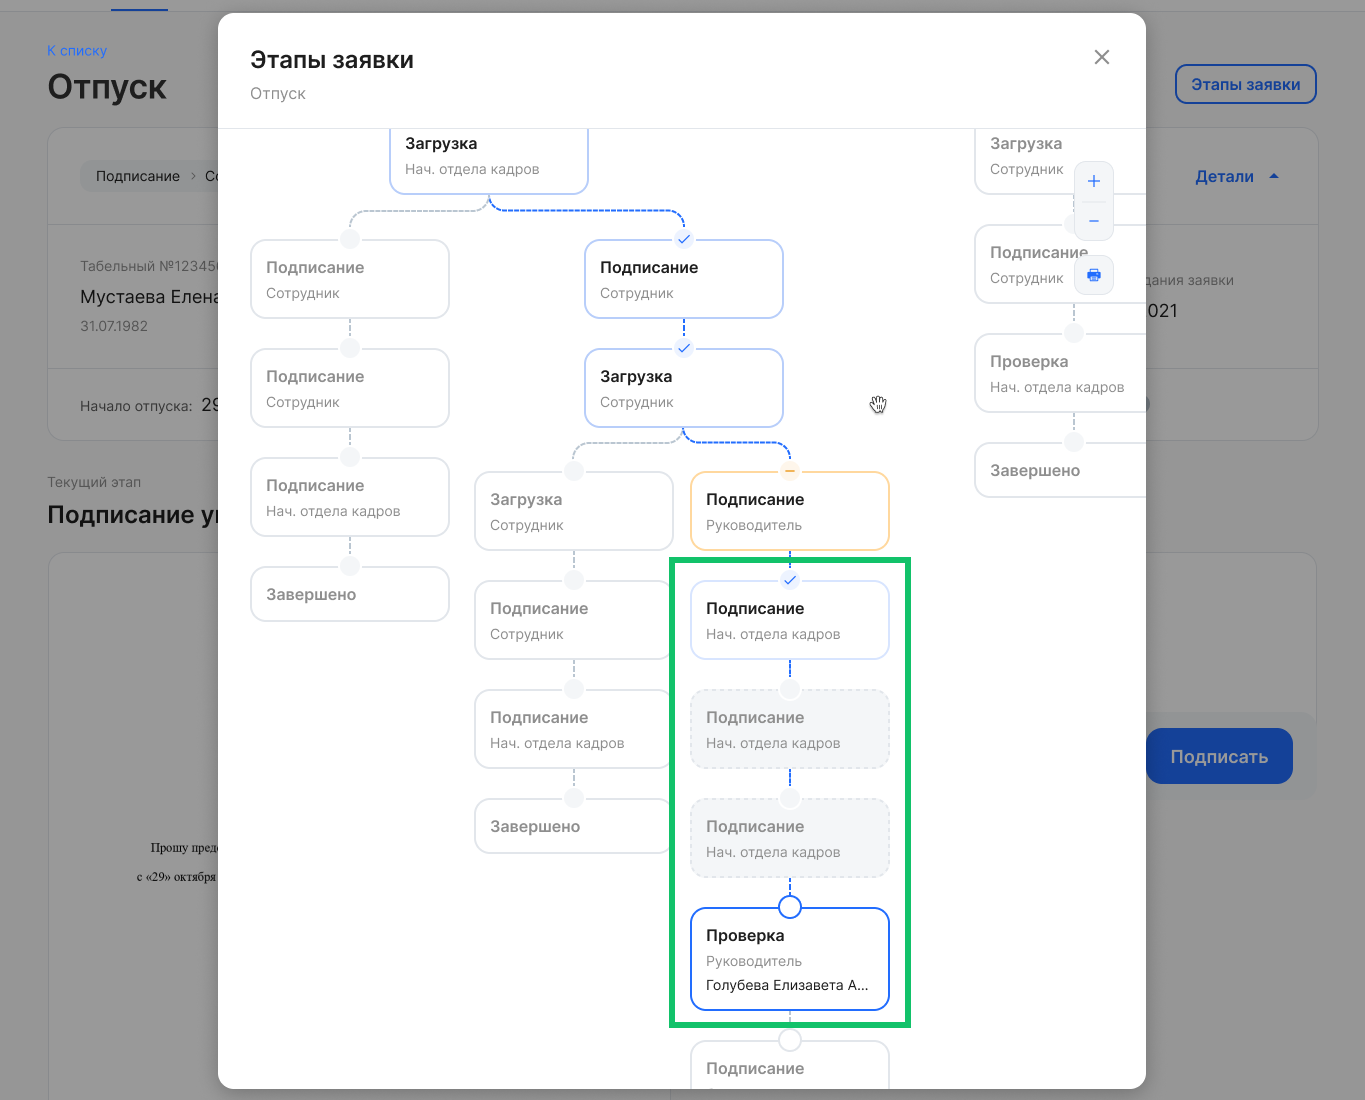 К списку
Отпуск
Этапы заявки
Подписание
Детали
Табельный №12345
Мустаева Елена
31.07.1982
дания заявки
021
Начало отпуска: 29
Текущий этап
Подписание
Прошу
с «29» октября
Подписать
Этапы заявки
Отпуск
Загрузка
Нач. отдела кадров
Подписание
Сотрудник
Подписание
Сотрудник
Подписание
Нач. отдела кадров
Завершено
Подписание
Сотрудник
Загрузка
Сотрудник
Загрузка
Сотрудник
Подписание
Сотрудник
Подписание
Нач. отдела кадров
Завершено
Подписание
Руководитель
Подписание
Нач. отдела кадров
Подписание
Нач. отдела кадров
Подписание
Нач. отдела кадров
Проверка
Руководитель
Голубева Елизавета А...
Подписание
Загрузка
Сотрудник
Подписание
Сотрудник
Проверка
Нач. отдела кадров
Завершено